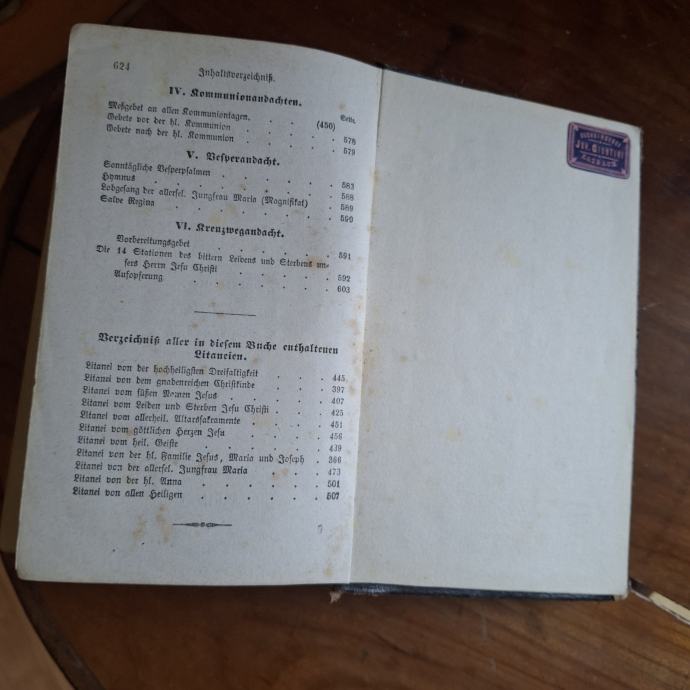 624
Inhaltsverzeichniß.
IV. Kommunionandachten.
Seite.
Meßgebet an allen Kommuniontagen. . . (450)
Gebete vor der hl. Kommunion . . . . 578
Gebete nach der hl. Kommunion . . . . 579
V. Vesperandacht.
Sonntägliche Vesperpsalmen . . . . 583
Hymnus . . . . . . 588
Lobgesang der allersel. Jungfrau Maria (Magnifikat) . 589
Salve Regina . . . . . 590
VI. Kreuzwegandacht.
Vorbereitungsgebet . . . . . 591
Die 14 Stationen des bittern Leidens und Sterbens un-
sers Herrn Jesu Christi . . . . 592
Aufopferung . . . . . 603
Verzeichniß aller in diesem Buche enthaltenen
Litaneien.
Litanei von der hochheiligsten Dreifaltigkeit . . . 445
Litanei von dem gnadenreichen Christkinde . . . 397
Litanei vom süßen Namen Jesus . . . . 407
Litanei vom Leiden und Sterben Jesu Christi . . . 425
Litanei vom allerheil. Altarssakramente . . . 451
Litanei vom göttlichen Herzen Jesu . . . . 456
Litanei vom heil. Geiste . . . . . 439
Litanei von der hl. Familie Jesus, Maria und Joseph . 366
Litanei von der allersel. Jungfrau Maria . . . 473
Litanei von der hl. Anna . . . . . 501
Litanei von allen Heiligen . . . . . 507